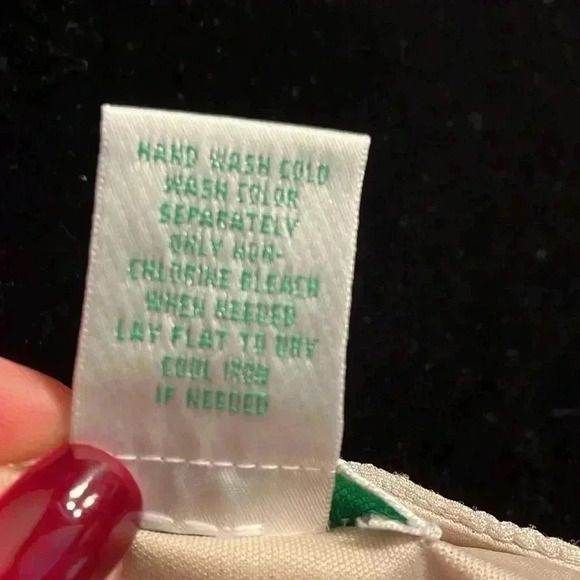 HAND WASH COLD
WASH COLOR
SEPARATELY
ONLY NON-
CHLORINE BLEACH
WHEN NEEDED
LAY FLAT TO DRY
COOL IRON
IF NEEDED